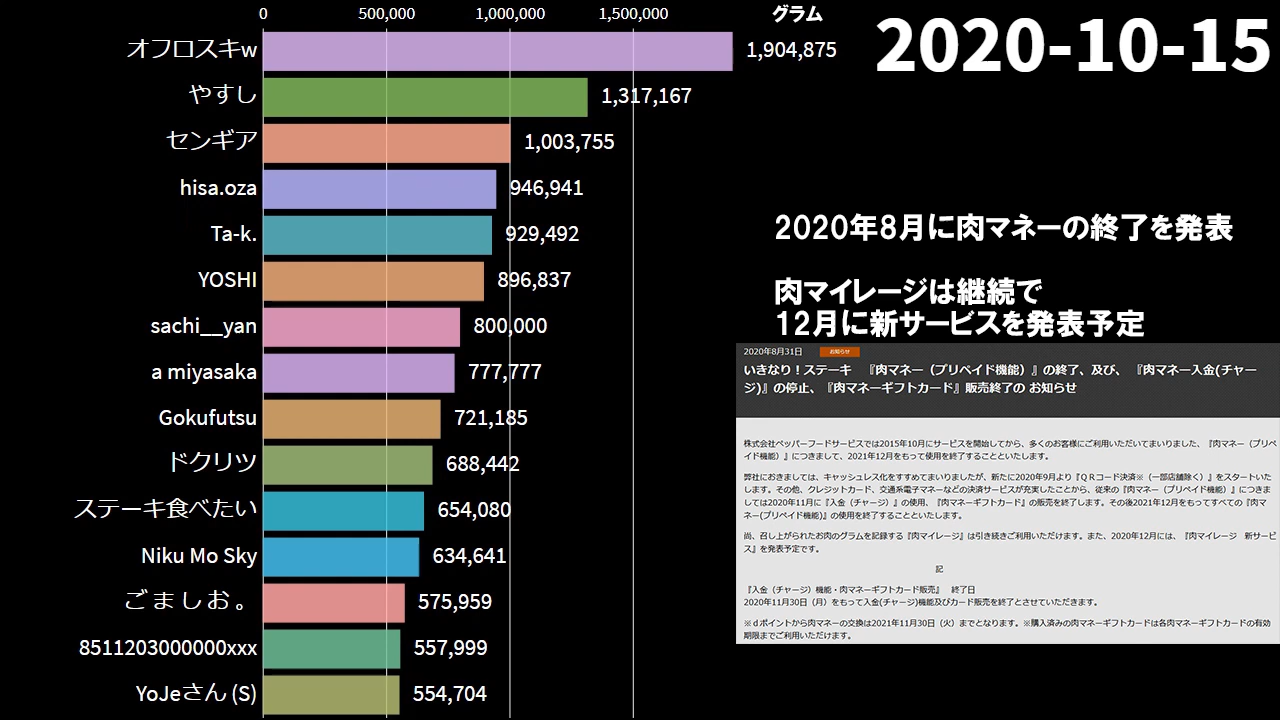 0 500,000 1,000,000 1,500,000 グラム
2020-10-15
オフロスキw 1,904,875
やすし 1,317,167
センギア 1,003,755
hisa.oza 946,941
Ta-k. 929,492
YOSHI 896,837
sachi__yan 800,000
a miyasaka 777,777
Gokufutsu 721,185
ドクリツ 688,442
ステーキ食べたい 654,080
Niku Mo Sky 634,641
ごましお。 575,959
8511203000000xxx 557,999
YoJeさん (S) 554,704
2020年8月に肉マネーの終了を発表
肉マイレージは継続で
12月に新サービスを発表予定
2020年8月31日 お知らせ
いきなり！ステーキ 『肉マネー（プリペイド機能）』の終了、及び、 『肉マネー入金(チャー
ジ)』の停止、『肉マネーギフトカード』販売終了の お知らせ
株式会社ペッパーフードサービスでは2015年10月にサービスを開始してから、多くのお客様にご利用いただいてまいりました、『肉マネー（プリペ
イド機能）』につきまして、2021年12月をもって使用を終了することといたします。
弊社におきましては、キャッシュレス化をすすめてまいりましたが、新たに2020年9月より『ＱＲコード決済※（一部店舗除く）』をスタートいた
します。その他、クレジットカード、交通系電子マネーなどの決済サービスが充実したことから、従来の『肉マネー（プリペイド機能）』につきま
しては2020年11月に『入金（チャージ）』の使用、『肉マネーギフトカード』の販売を終了します。その後2021年12月をもってすべての『肉マネ
ー(プリペイド機能)』の使用を終了することといたします。
尚、召し上がられたお肉のグラムを記録する『肉マイレージ』は引き続きご利用いただけます。また、2020年12月には、『肉マイレージ 新サービ
ス』を発表予定です。
記
『入金（チャージ）機能・肉マネーギフトカード販売』 終了日
2020年11月30日（月）をもって入金(チャージ)機能及びカード販売を終了とさせていただきます。
※ｄポイントから肉マネーの交換は2021年11月30日（火）までとなります。※購入済みの肉マネーギフトカードは各肉マネーギフトカードの有効
期限までご利用いただけます。